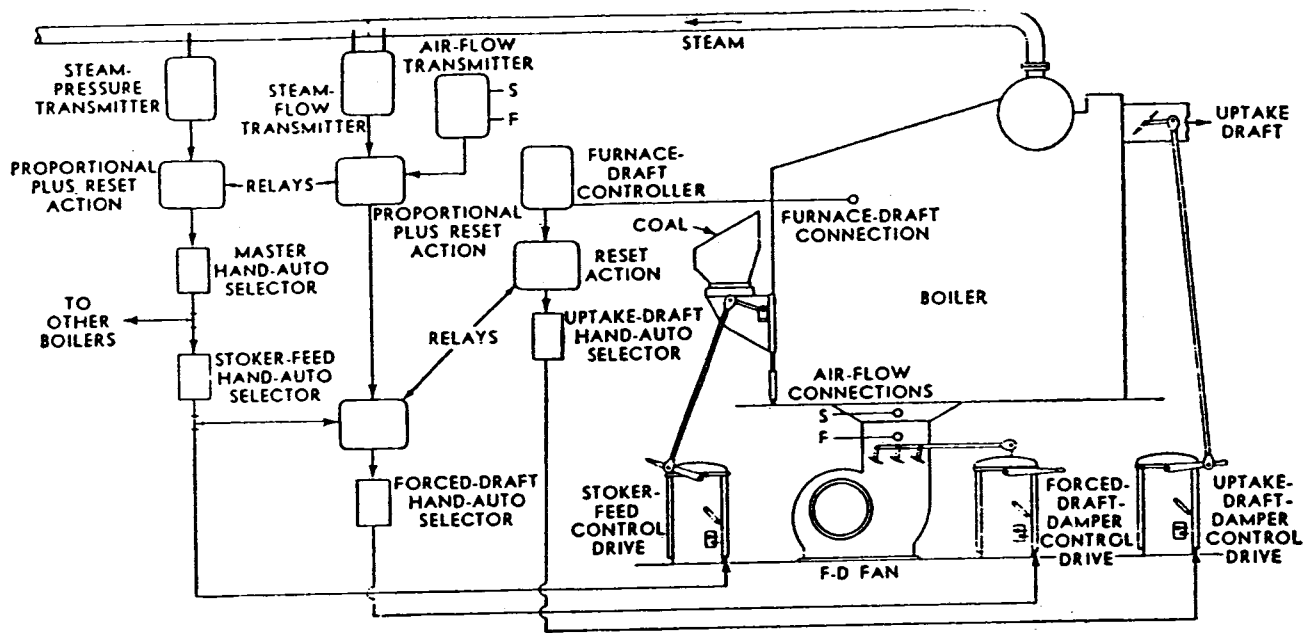 STEAM
AIR-FLOW
TRANSMITTER
S
F
STEAM-
PRESSURE
TRANSMITTER
STEAM-
FLOW
TRANSMITTER
UPTAKE
DRAFT
PROPORTIONAL
PLUS RESET
ACTION
RELAYS
PROPORTIONAL
PLUS RESET
ACTION
FURNACE-
DRAFT
CONTROLLER
FURNACE-DRAFT
CONNECTION
COAL
MASTER
HAND-AUTO
SELECTOR
RESET
ACTION
BOILER
TO
OTHER
BOILERS
RELAYS
UPTAKE-DRAFT
HAND-AUTO
SELECTOR
STOKER-FEED
HAND-AUTO
SELECTOR
AIR-FLOW
CONNECTIONS
S
F
FORCED-DRAFT
HAND-AUTO
SELECTOR
STOKER-
FEED
CONTROL
DRIVE
F-D FAN
FORCED-
DRAFT-
DAMPER
CONTROL
DRIVE
UPTAKE-
DRAFT-
DAMPER
CONTROL
DRIVE